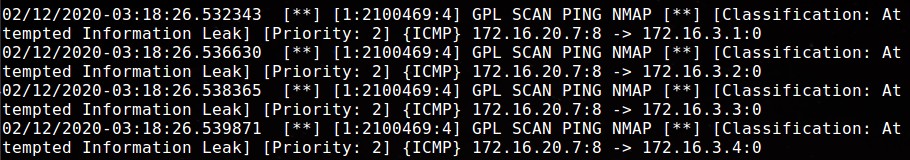 02/12/2020-03:18:26.532343  [**] [1:2100469:4] GPL SCAN PING NMAP [**] [Classification: At
tempted Information Leak] [Priority: 2] {ICMP} 172.16.20.7:8 -> 172.16.3.1:0
02/12/2020-03:18:26.536630  [**] [1:2100469:4] GPL SCAN PING NMAP [**] [Classification: At
tempted Information Leak] [Priority: 2] {ICMP} 172.16.20.7:8 -> 172.16.3.2:0
02/12/2020-03:18:26.538365  [**] [1:2100469:4] GPL SCAN PING NMAP [**] [Classification: At
tempted Information Leak] [Priority: 2] {ICMP} 172.16.20.7:8 -> 172.16.3.3:0
02/12/2020-03:18:26.539871  [**] [1:2100469:4] GPL SCAN PING NMAP [**] [Classification: At
tempted Information Leak] [Priority: 2] {ICMP} 172.16.20.7:8 -> 172.16.3.4:0